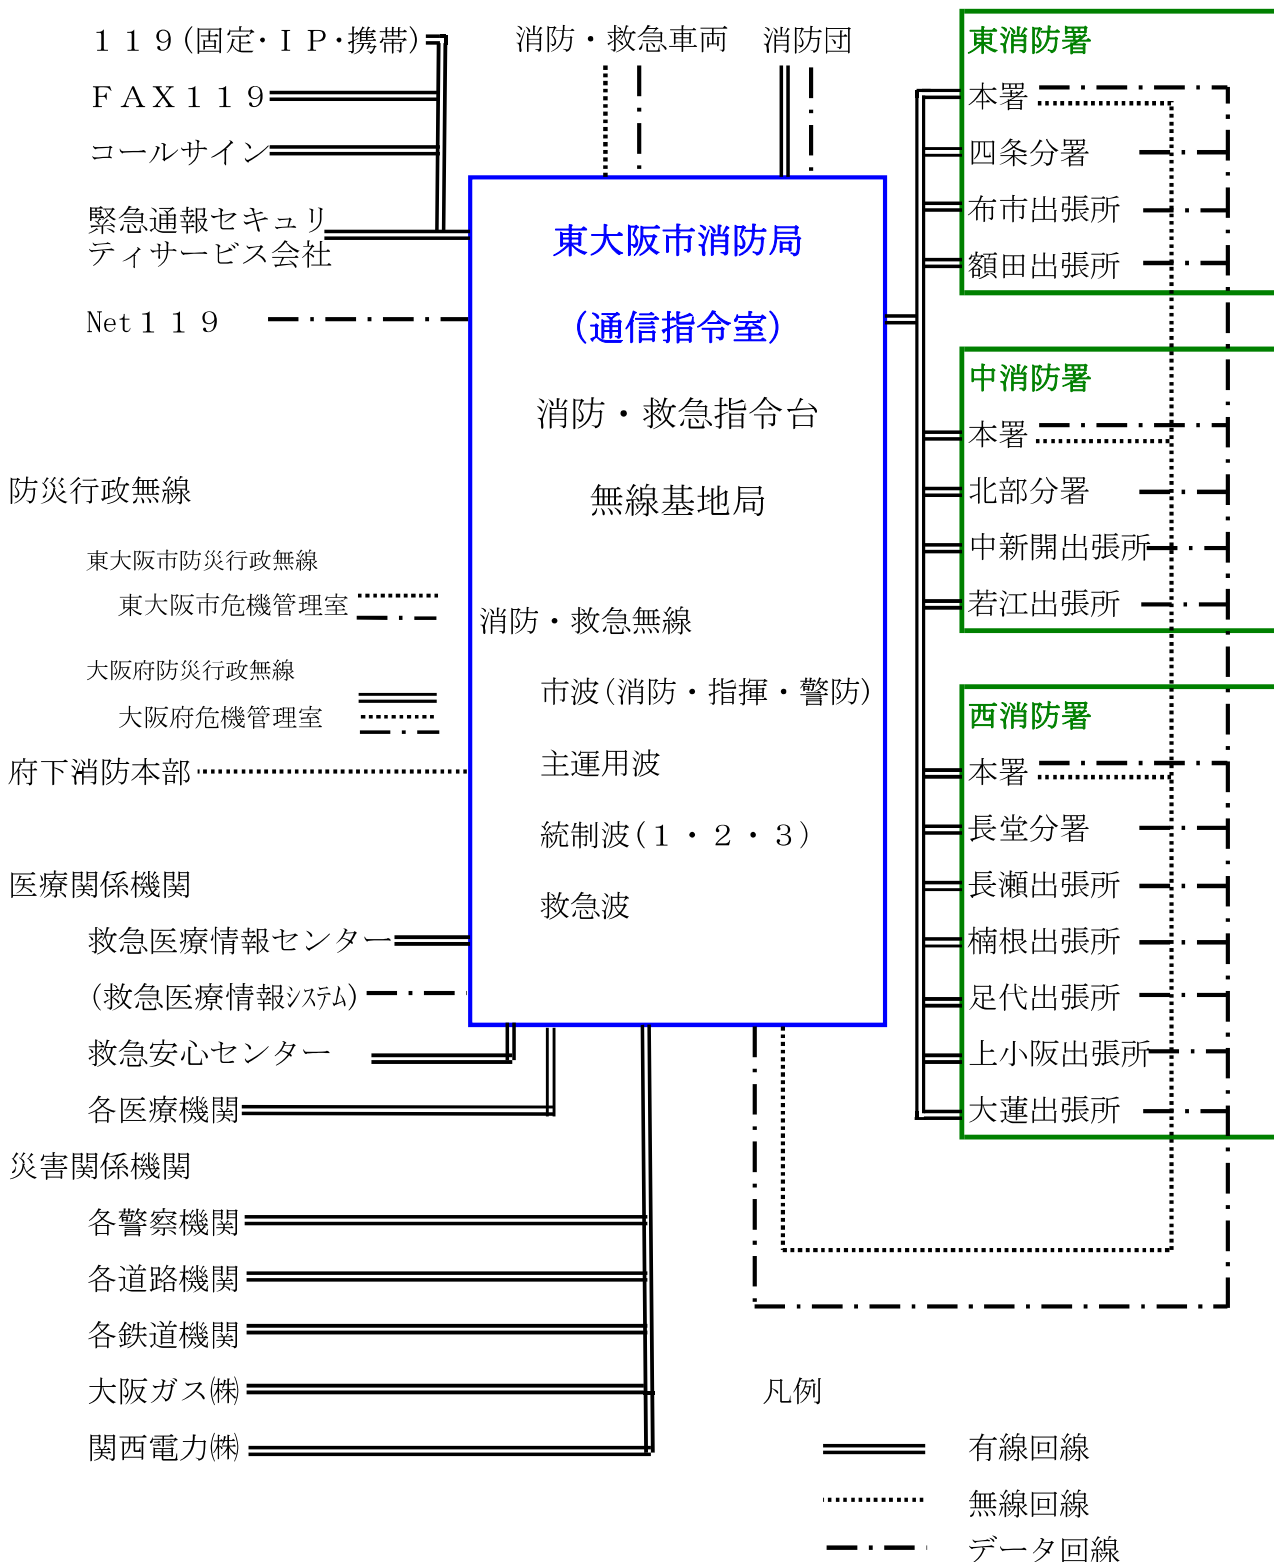 １１９(固定・ＩＰ・携帯)
ＦＡＸ１１９
コールサイン
緊急通報セキュリ
ティサービス会社
Net１１９
防災行政無線
東大阪市防災行政無線
東大阪市危機管理室
大阪府防災行政無線
大阪府危機管理室
府下消防本部
医療関係機関
救急医療情報センター
(救急医療情報ｼｽﾃﾑ)
救急安心センター
各医療機関
災害関係機関
各警察機関
各道路機関
各鉄道機関
大阪ガス㈱
関西電力㈱
消防・救急車両
消防団
東大阪市消防局
(通信指令室)
消防・救急指令台
無線基地局
消防・救急無線
市波(消防・指揮・警防)
主運用波
統制波(１・２・３)
救急波
東消防署
本署
四条分署
布市出張所
額田出張所
中消防署
本署
北部分署
中新開出張所
若江出張所
西消防署
本署
長堂分署
長瀬出張所
楠根出張所
足代出張所
上小阪出張所
大蓮出張所
凡例
有線回線
無線回線
データ回線